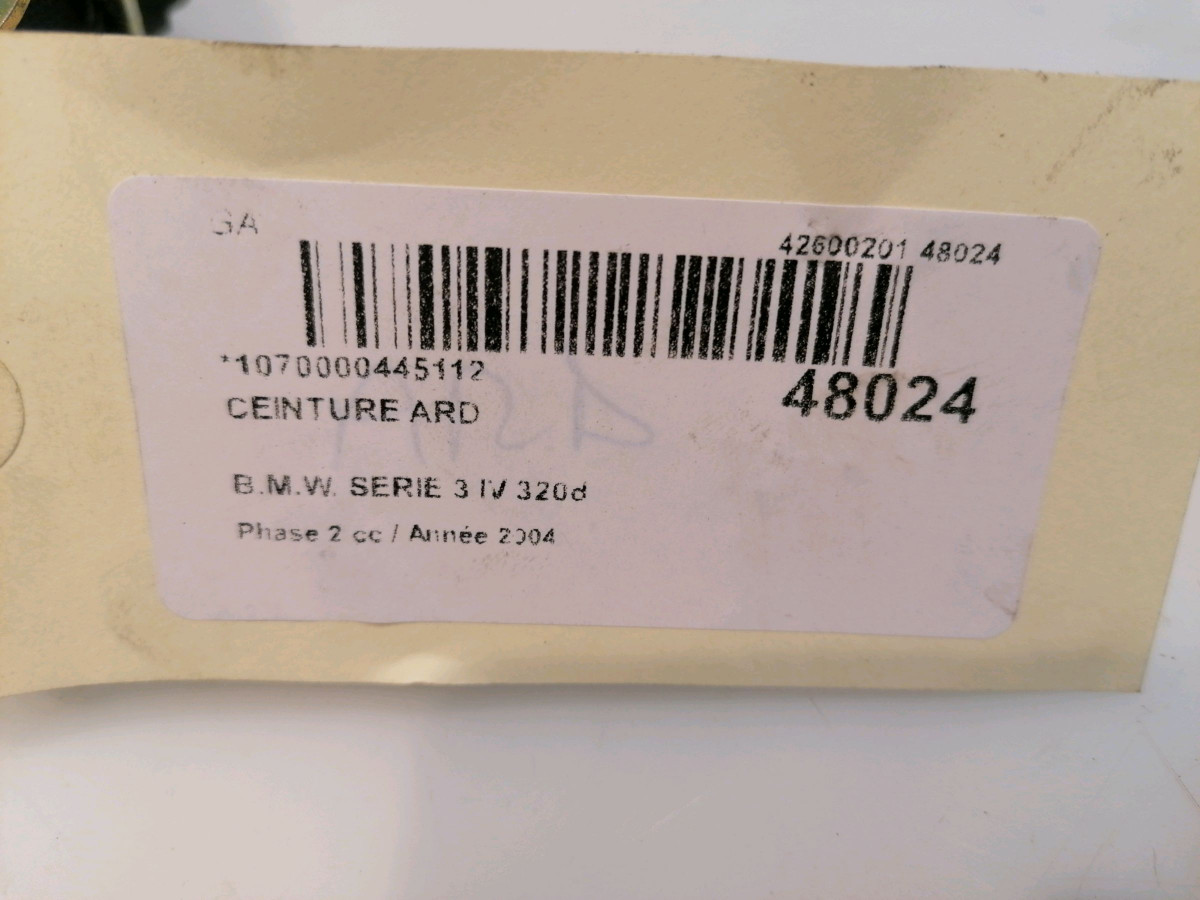 GA
42600201 48024
*1070000445112
48024
CEINTURE ARD
B.M.W. SERIE 3 IV 320d
Phase 2 cc / Année 2004